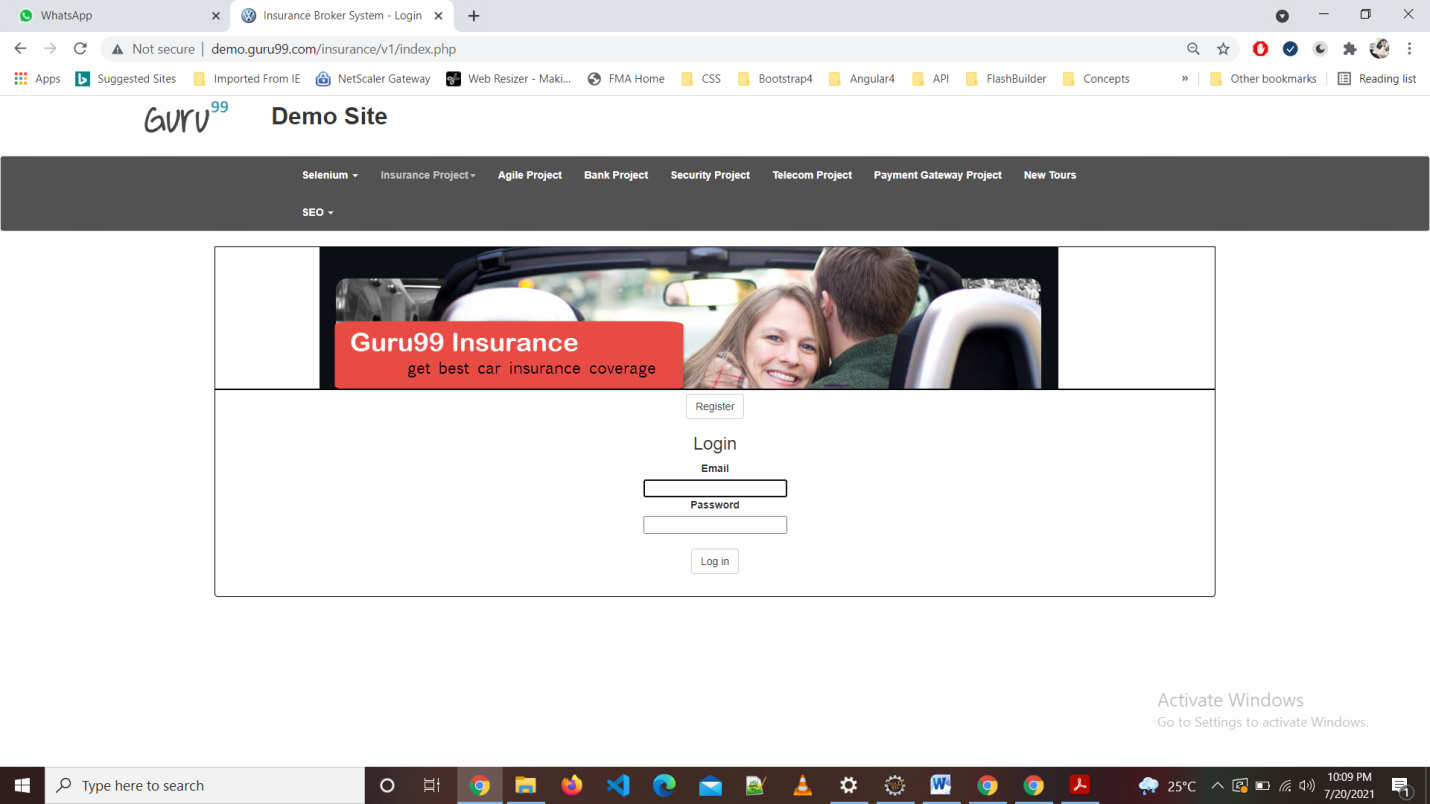 WhatsApp
Insurance Broker System - Login
Not secure | demo.guru99.com/insurance/v1/index.php
Apps Suggested Sites Imported From IE NetScaler Gateway Web Resizer - Maki... FMA Home CSS Bootstrap4 Angular4 API FlashBuilder Concepts » Other bookmarks Reading list
Guru99 Demo Site
Selenium Insurance Project Agile Project Bank Project Security Project Telecom Project Payment Gateway Project New Tours
SEO
Guru99 Insurance
get best car insurance coverage
Register
Login
Email
Password
Log in
Activate Windows
Go to Settings to activate Windows.
Type here to search
25°C
10:09 PM
7/20/2021
1